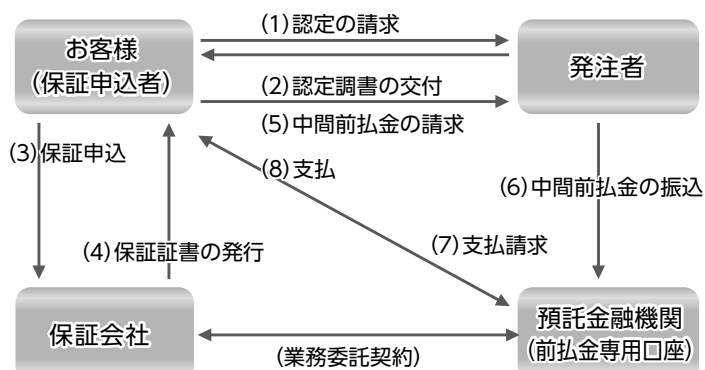 (1)認定の請求
お客様
(保証申込者)
発注者
(2)認定調書の交付
(5)中間前払金の請求
(3)保証申込
(8)支払
(6)中間前払金の振込
(4)保証証書の発行
(7)支払請求
保証会社
預託金融機関
(前払金専用口座)
(業務委託契約)